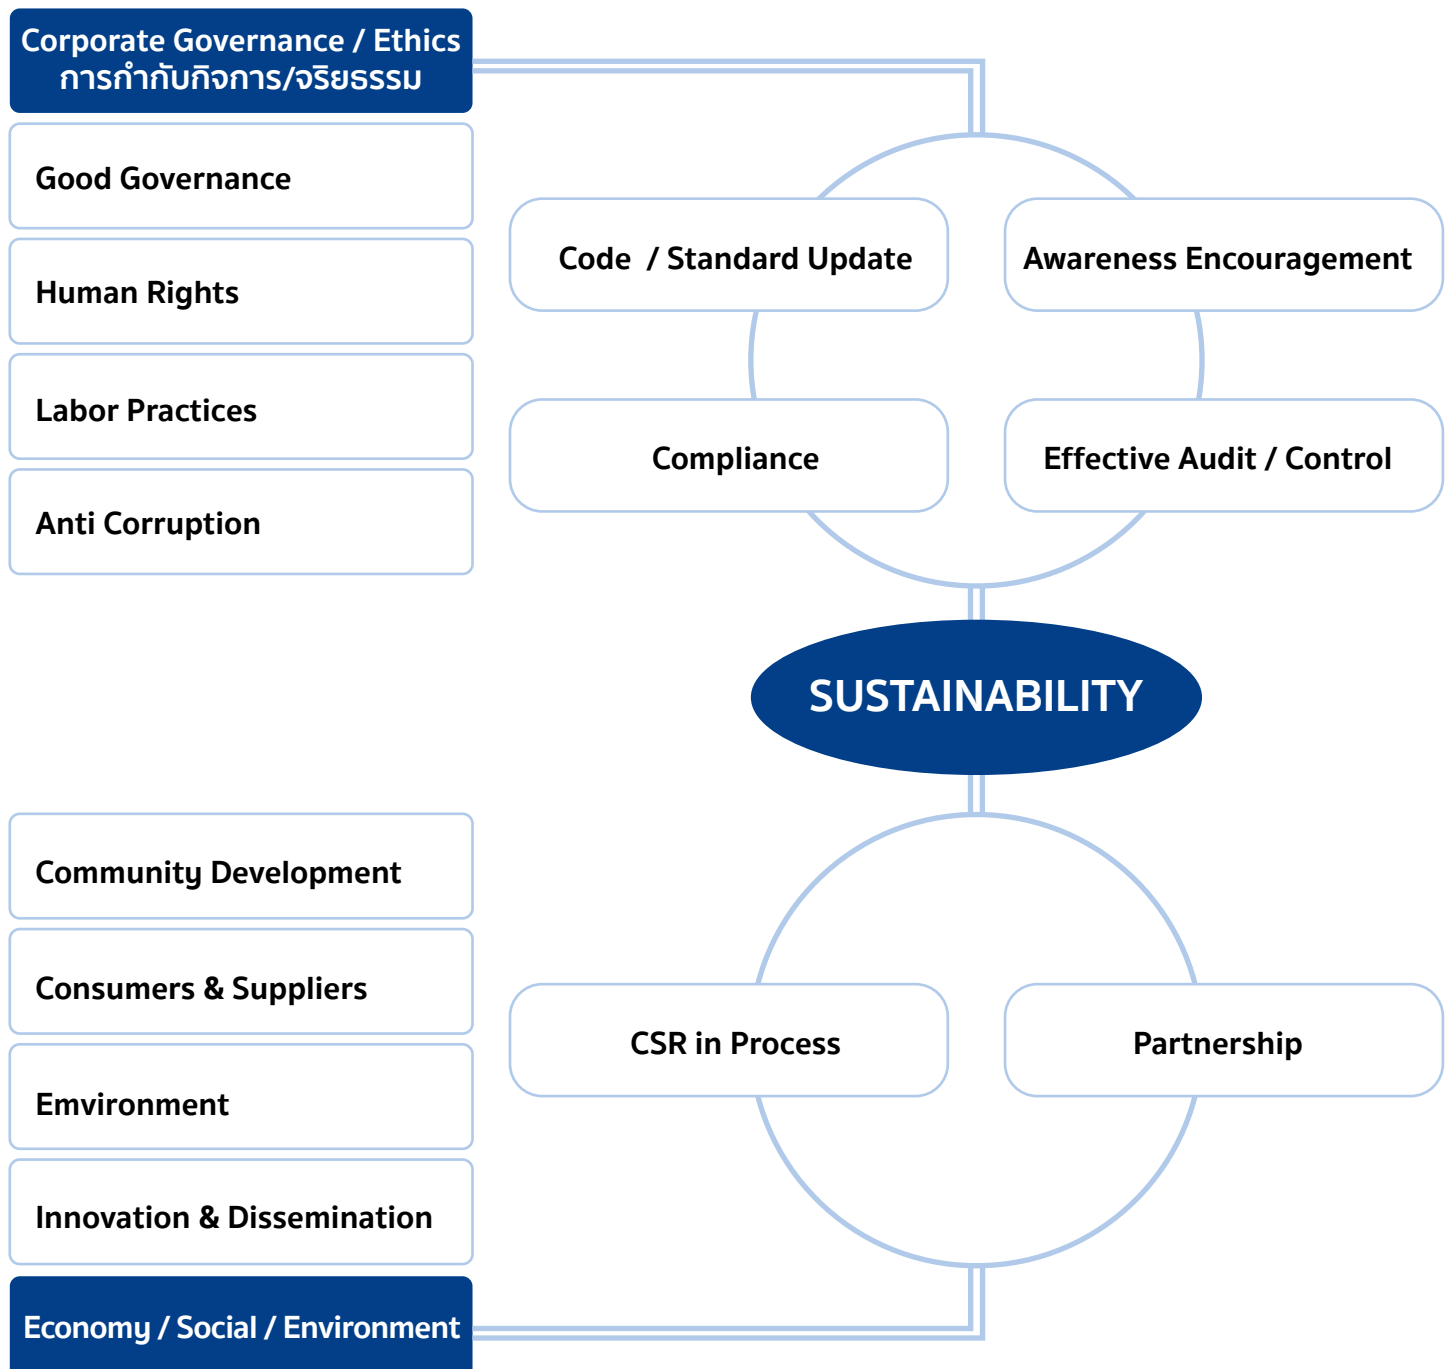 Corporate Governance / Ethics
การกำกับกิจการ/จริยธรรม
Good Governance
Human Rights
Labor Practices
Anti Corruption
Code / Standard Update
Awareness Encouragement
Compliance
Effective Audit / Control
SUSTAINABILITY
Community Development
Consumers & Suppliers
Emvironment
Innovation & Dissemination
CSR in Process
Partnership
Economy / Social / Environment